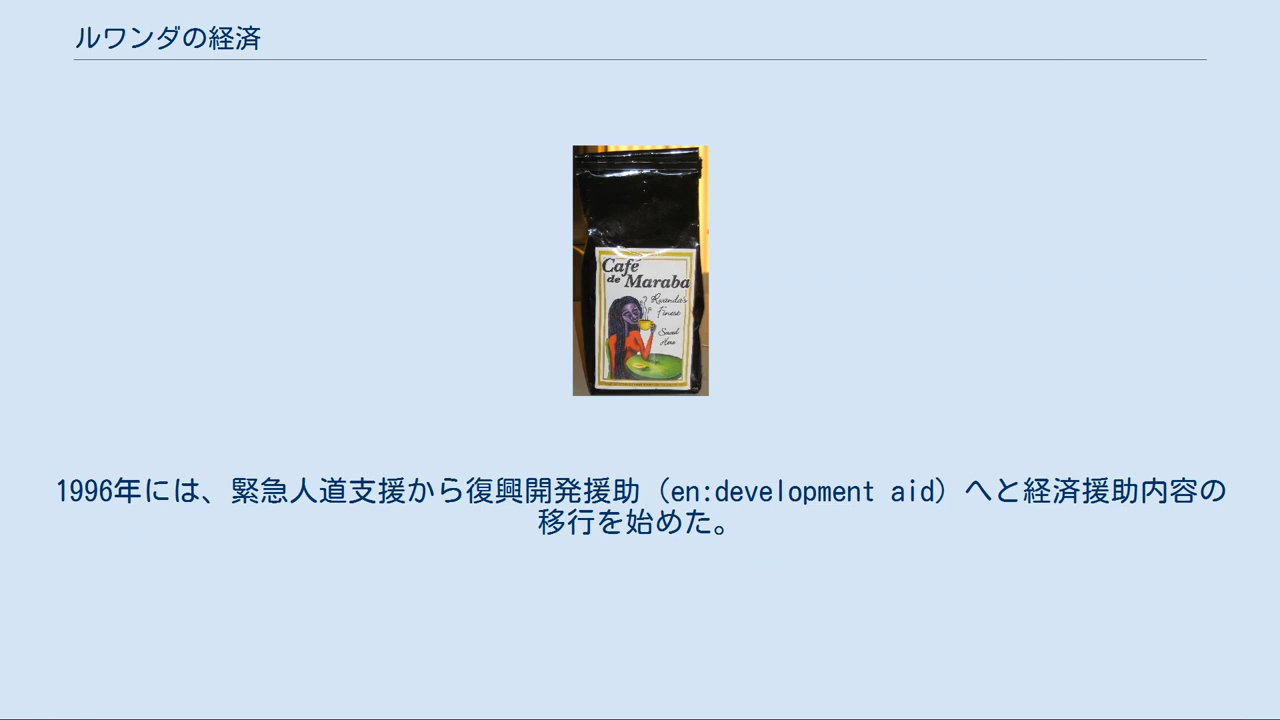 ルワンダの経済
Café
de Maraba
Rwanda's
Finest
1996年には、緊急人道支援から復興開発援助（en:development aid）へと経済援助内容の
移行を始めた。